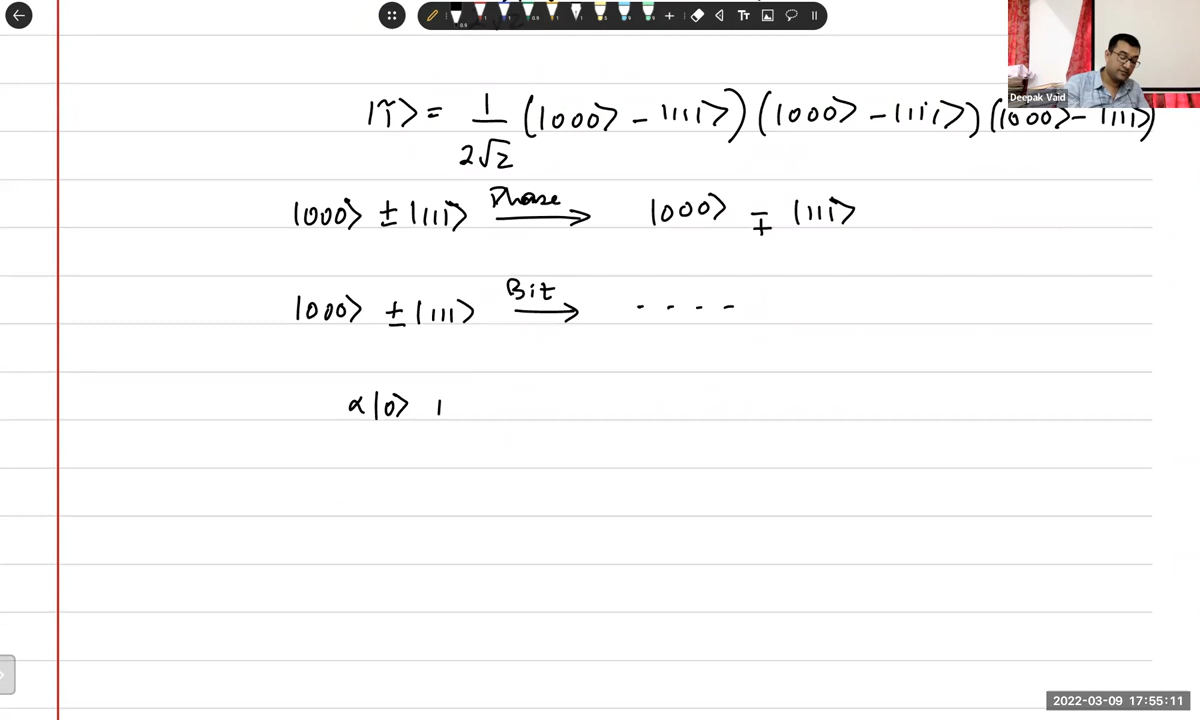 |1̃⟩ = 1/2√2 (|000⟩ - |111⟩)(|000⟩ - |111⟩)(|000⟩ - |111⟩)
|000⟩ ± |111⟩ Phase → |000⟩ ∓ |111⟩
|000⟩ ± |111⟩ Bit → - - - -
α|0⟩
Deepak Vaid
2022-03-09 17:55:11